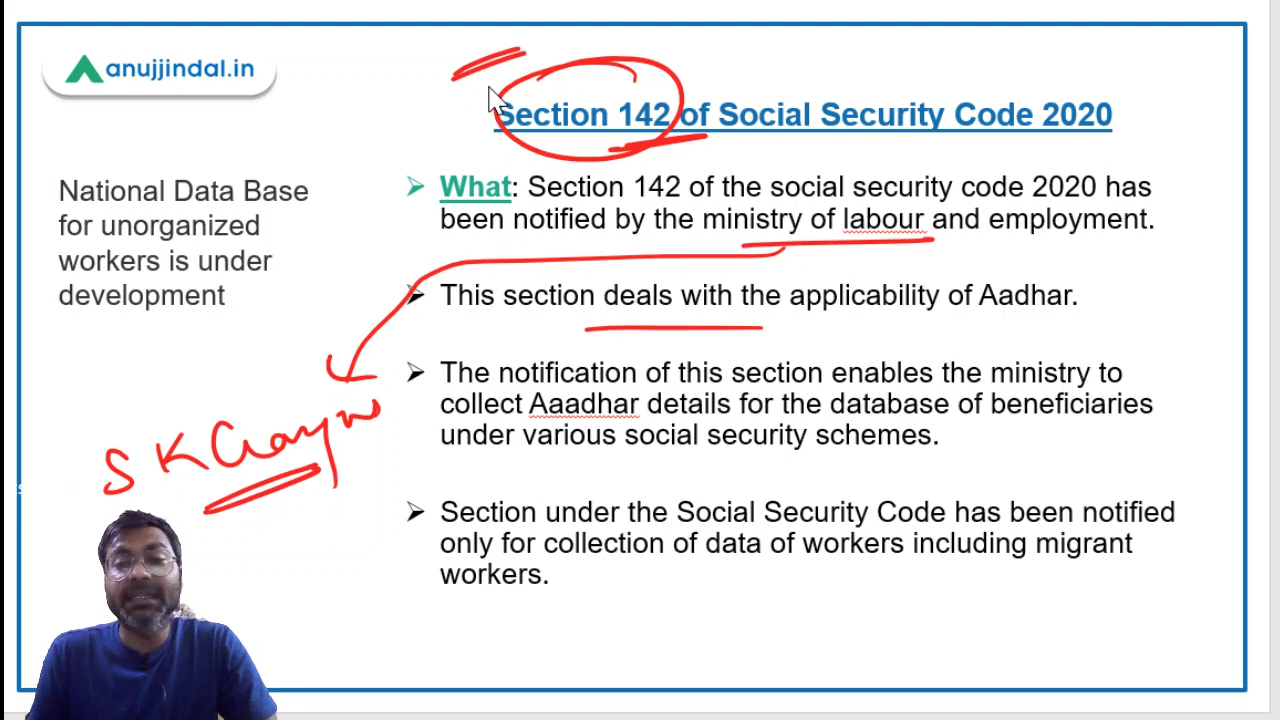 anujjindal.in
Section 142 of Social Security Code 2020
National Data Base
for unorganized
workers is under
development
➢ What: Section 142 of the social security code 2020 has
been notified by the ministry of labour and employment.
➢ This section deals with the applicability of Aadhar.
➢ The notification of this section enables the ministry to
collect Aaadhar details for the database of beneficiaries
under various social security schemes.
➢ Section under the Social Security Code has been notified
only for collection of data of workers including migrant
workers.
S K